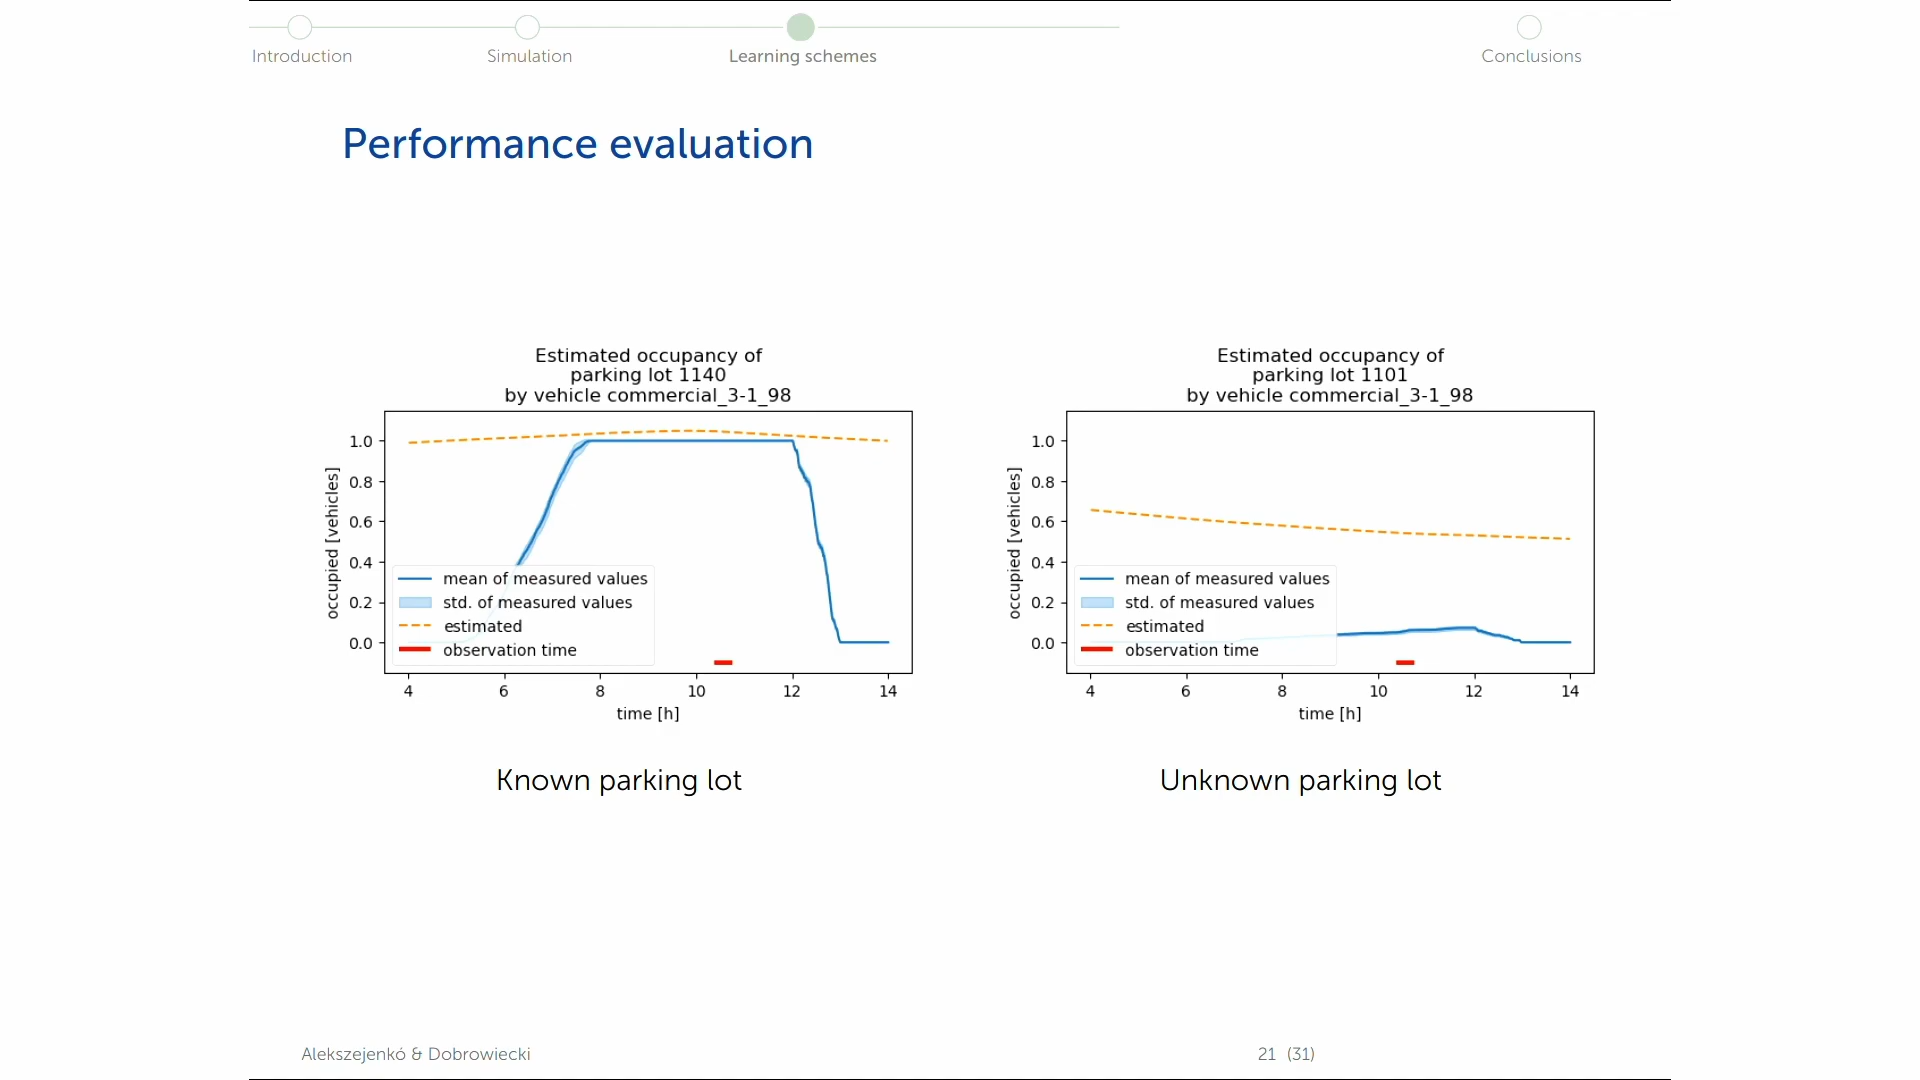 Introduction
Simulation
Learning schemes
Conclusions
Performance evaluation
Estimated occupancy of
parking lot 1140
by vehicle commercial_3-1_98
occupied [vehicles]
1.0
0.8
0.6
0.4
0.2
0.0
mean of measured values
std. of measured values
estimated
observation time
4 6 8 10 12 14
time [h]
Known parking lot
Estimated occupancy of
parking lot 1101
by vehicle commercial_3-1_98
occupied [vehicles]
1.0
0.8
0.6
0.4
0.2
0.0
mean of measured values
std. of measured values
estimated
observation time
4 6 8 10 12 14
time [h]
Unknown parking lot
Alekszejenkó & Dobrowiecki
21 (31)